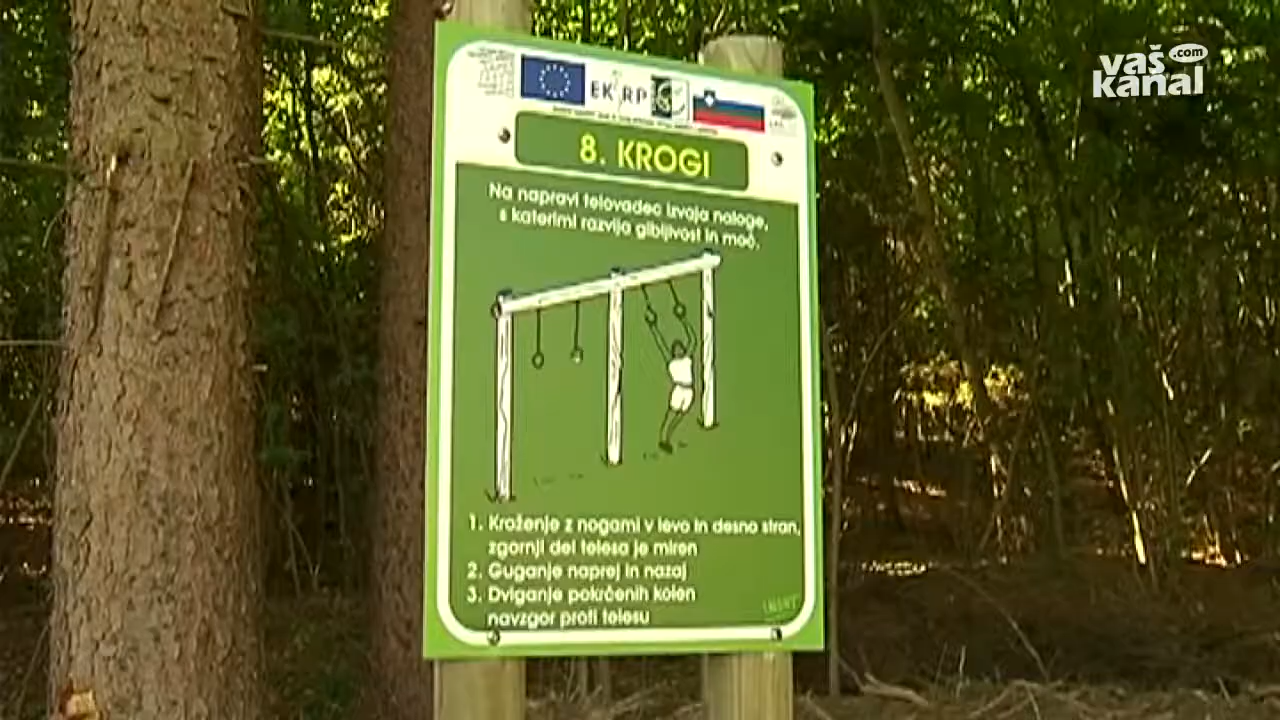 vaš.com
kanal
EKSRP
8. KROGI
Na napravi telovadec izvaja naloge,
s katerimi razvija gibljivost in moč.
1. Kroženje z nogami v levo in desno stran,
zgornji del telesa je miren
2. Guganje naprej in nazaj
3. Dviganje pokrčenih kolen
navzgor proti telesu